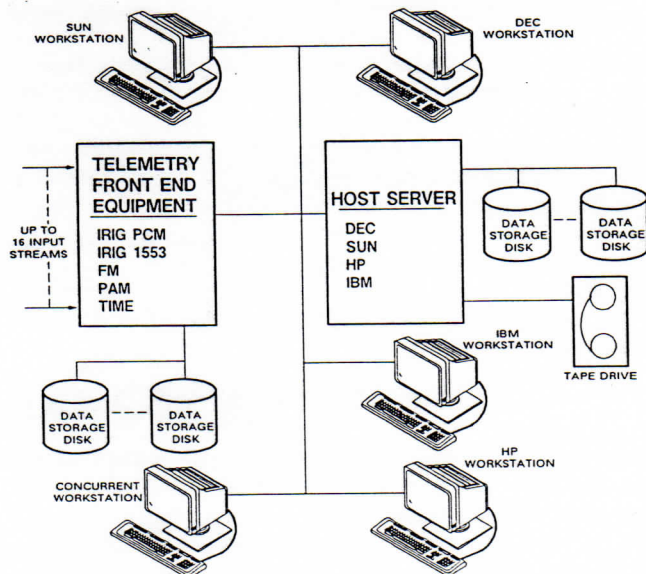 SUN
WORKSTATION
DEC
WORKSTATION
TELEMETRY
FRONT END
EQUIPMENT
IRIG PCM
IRIG 1553
FM
PAM
TIME
UP TO
16 INPUT
STREAMS
HOST SERVER
DEC
SUN
HP
IBM
DATA
STORAGE
DISK
DATA
STORAGE
DISK
IBM
WORKSTATION
TAPE DRIVE
DATA
STORAGE
DISK
DATA
STORAGE
DISK
CONCURRENT
WORKSTATION
HP
WORKSTATION